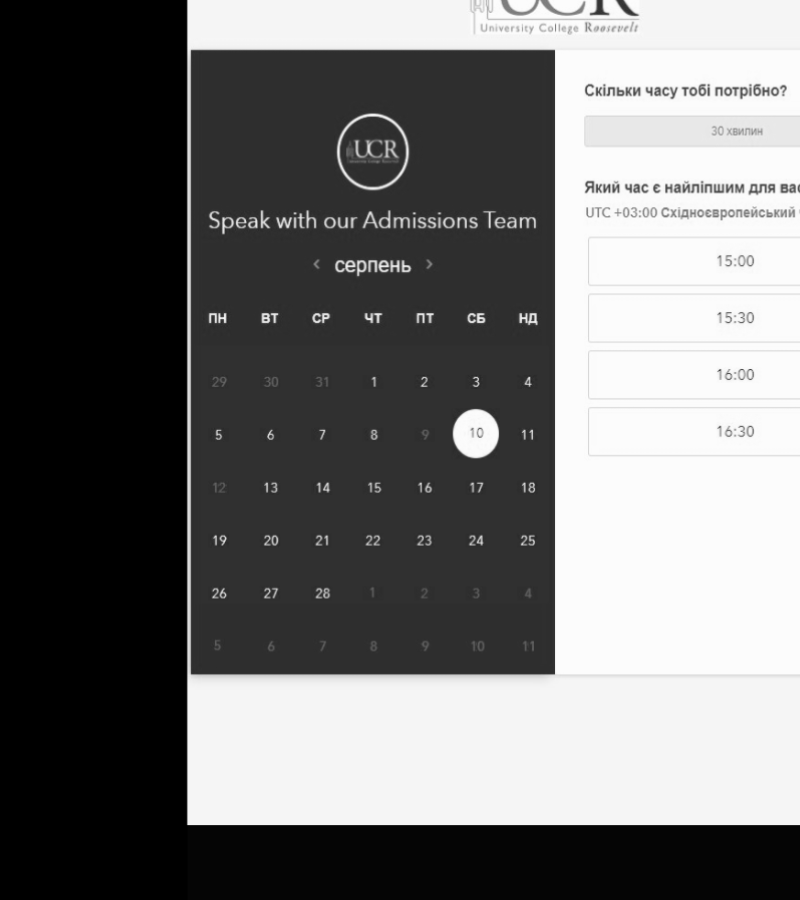 UCR
University College Roosevelt
UCR
Speak with our Admissions Team
‹ серпень ›
ПН ВТ СР ЧТ ПТ СБ НД
29 30 31 1 2 3 4
5 6 7 8 9 10 11
12 13 14 15 16 17 18
19 20 21 22 23 24 25
26 27 28 1 2 3 4
5 6 7 8 9 10 11
Скільки часу тобі потрібно?
30 хвилин
Який час є найліпшим для вас
UTC +03:00 Східноєвропейський
15:00
15:30
16:00
16:30